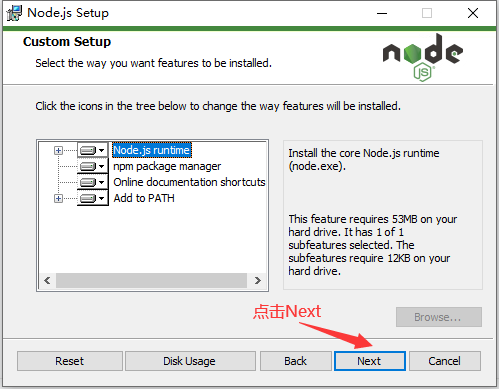 Node.js Setup
Custom Setup
Select the way you want features to be installed.
node
JS
Click the icons in the tree below to change the way features will be installed.
Node.js runtime
npm package manager
Online documentation shortcuts
Add to PATH
Install the core Node.js runtime
(node.exe).
This feature requires 53MB on your
hard drive. It has 1 of 1
subfeatures selected. The
subfeatures require 12KB on your
hard drive.
点击Next
Browse...
Reset
Disk Usage
Back
Next
Cancel